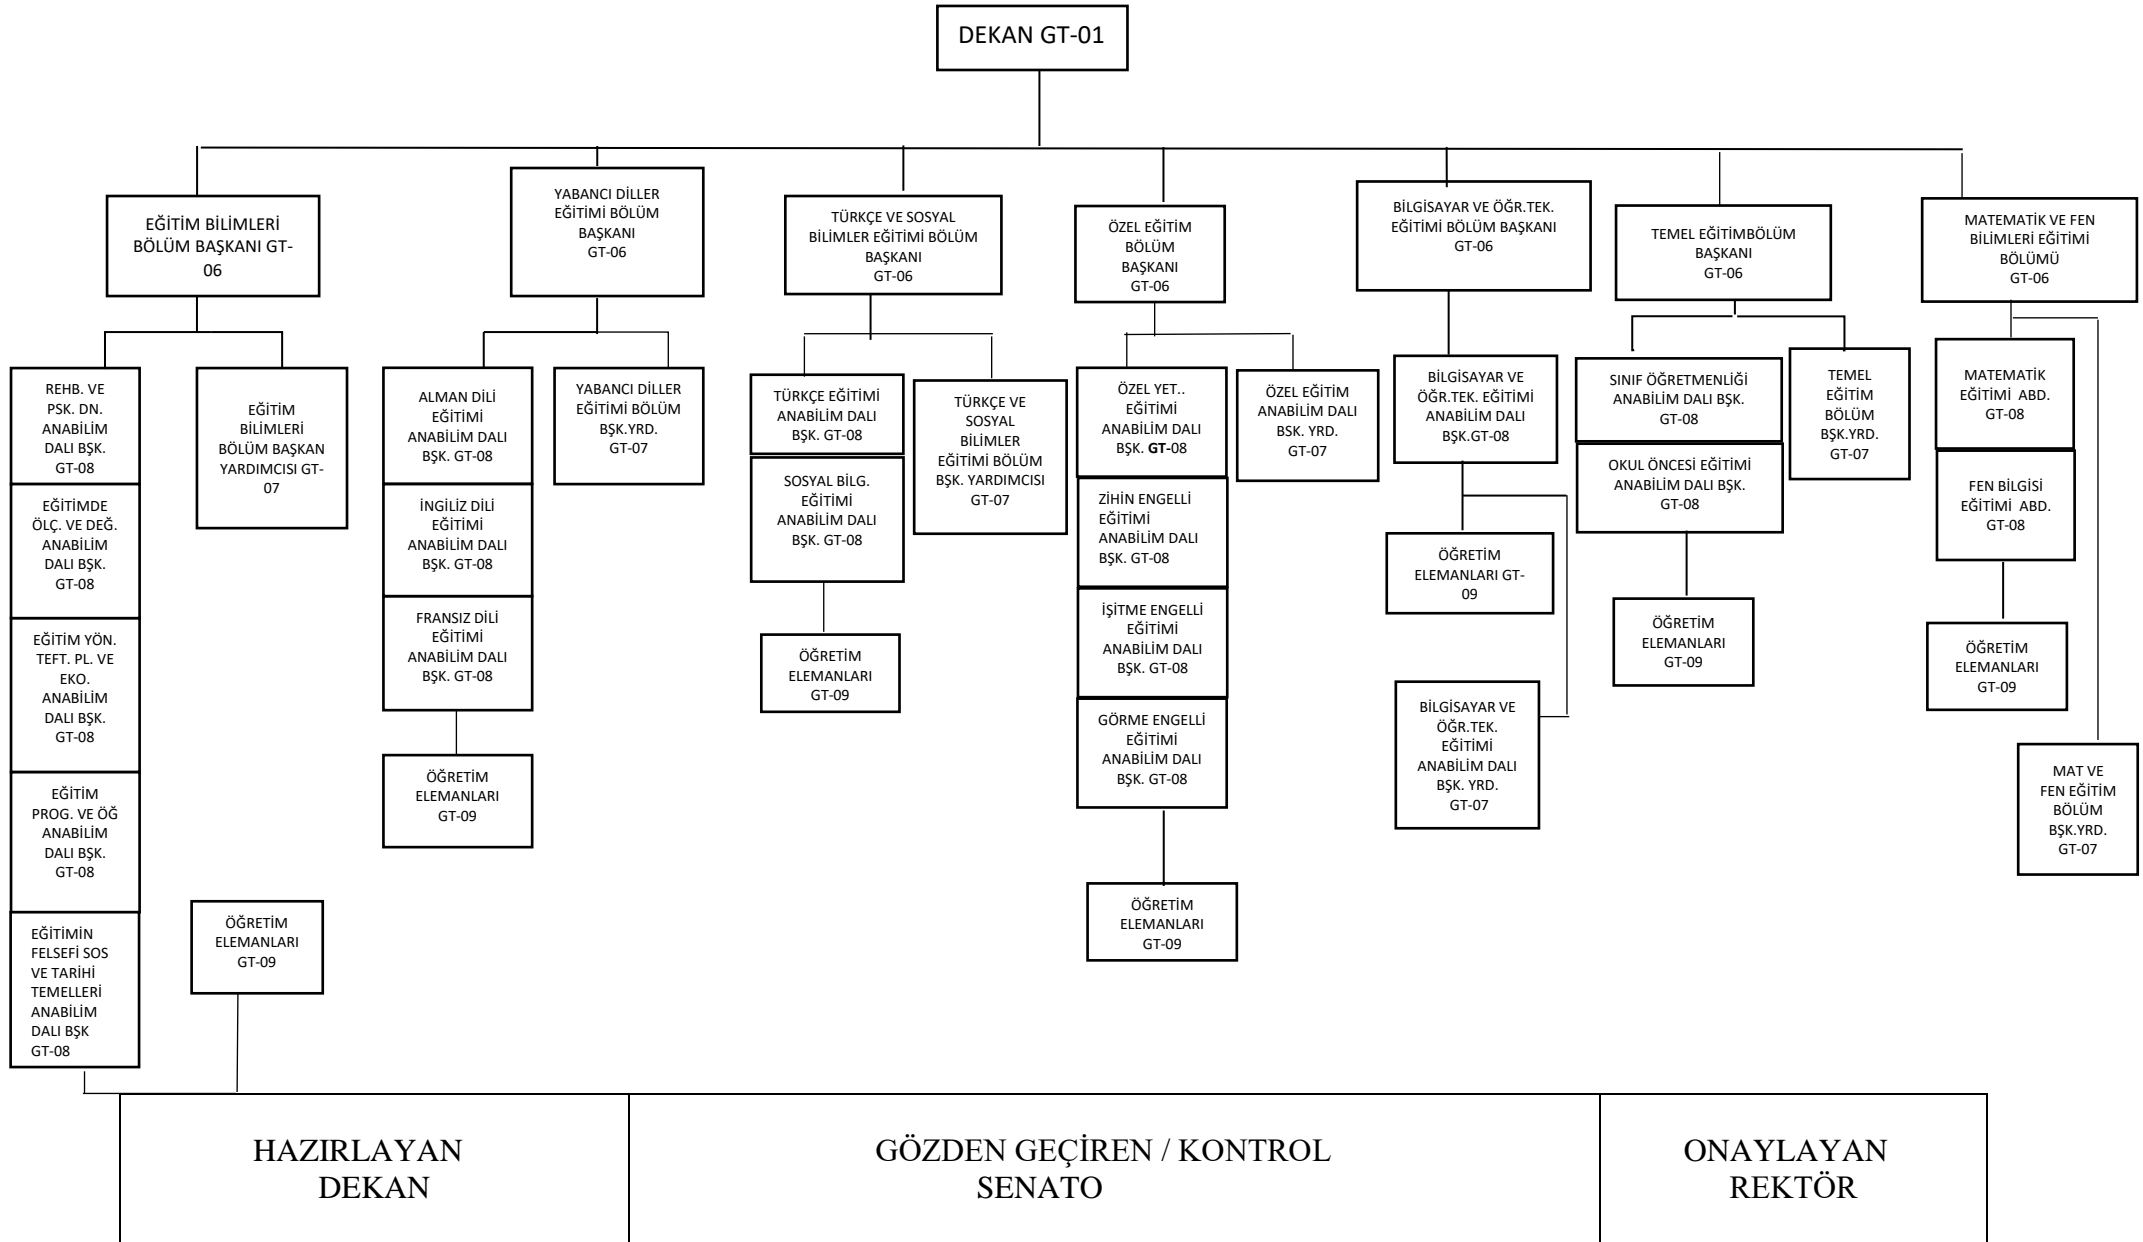 DEKAN GT-01
EĞİTİM BİLİMLERİ
BÖLÜM BAŞKANI GT-
06
YABANCI DİLLER
EĞİTİMİ BÖLÜM
BAŞKANI
GT-06
TÜRKÇE VE SOSYAL
BİLİMLER EĞİTİMİ BÖLÜM
BAŞKANI
GT-06
ÖZEL EĞİTİM
BÖLÜM
BAŞKANI
GT-06
BİLGİSAYAR VE ÖĞR.TEK.
EĞİTİMİ BÖLÜM BAŞKANI
GT-06
TEMEL EĞİTİMBÖLÜM
BAŞKANI
GT-06
MATEMATİK VE FEN
BİLİMLERİ EĞİTİMİ
BÖLÜMÜ
GT-06
REHB. VE
PSK. DN.
ANABİLİM
DALI BŞK.
GT-08
EĞİTİMDE
ÖLÇ. VE DEĞ.
ANABİLİM
DALI BŞK.
GT-08
EĞİTİM YÖN.
TEFT. PL. VE
EKO.
ANABİLİM
DALI BŞK.
GT-08
EĞİTİM
PROG. VE ÖĞ
ANABİLİM
DALI BŞK.
GT-08
EĞİTİMİN
FELSEFİ SOS
VE TARİHİ
TEMELLERİ
ANABİLİM
DALI BŞK
GT-08
EĞİTİM
BİLİMLERİ
BÖLÜM BAŞKAN
YARDIMCISI GT-
07
ÖĞRETİM
ELEMANLARI
GT-09
ALMAN DİLİ
EĞİTİMİ
ANABİLİM DALI
BŞK. GT-08
İNGİLİZ DİLİ
EĞİTİMİ
ANABİLİM DALI
BŞK. GT-08
FRANSIZ DİLİ
EĞİTİMİ
ANABİLİM DALI
BŞK. GT-08
ÖĞRETİM
ELEMANLARI
GT-09
YABANCI DİLLER
EĞİTİMİ BÖLÜM
BŞK.YRD.
GT-07
TÜRKÇE EĞİTİMİ
ANABİLİM DALI
BŞK. GT-08
SOSYAL BİLG.
EĞİTİMİ
ANABİLİM DALI
BŞK. GT-08
ÖĞRETİM
ELEMANLARI
GT-09
TÜRKÇE VE
SOSYAL
BİLİMLER
EĞİTİMİ BÖLÜM
BŞK. YARDIMCISI
GT-07
ÖZEL YET..
EĞİTİMİ
ANABİLİM DALI
BŞK. GT-08
ZİHİN ENGELLİ
EĞİTİMİ
ANABİLİM DALI
BŞK. GT-08
İŞİTME ENGELLİ
EĞİTİMİ
ANABİLİM DALI
BŞK. GT-08
GÖRME ENGELLİ
EĞİTİMİ
ANABİLİM DALI
BŞK. GT-08
ÖĞRETİM
ELEMANLARI
GT-09
ÖZEL EĞİTİM
ANABİLİM DALI
BSK. YRD.
GT-07
BİLGİSAYAR VE
ÖĞR.TEK. EĞİTİMİ
ANABİLİM DALI
BŞK.GT-08
ÖĞRETİM
ELEMANLARI GT-
09
BİLGİSAYAR VE
ÖĞR.TEK.
EĞİTİMİ
ANABİLİM DALI
BŞK. YRD.
GT-07
SINIF ÖĞRETMENLİĞİ
ANABİLİM DALI BŞK.
GT-08
OKUL ÖNCESİ EĞİTİMİ
ANABİLİM DALI BŞK.
GT-08
ÖĞRETİM
ELEMANLARI
GT-09
TEMEL
EĞİTİM
BÖLÜM
BŞK.YRD.
GT-07
MATEMATİK
EĞİTİMİ ABD.
GT-08
FEN BİLGİSİ
EĞİTİMİ ABD.
GT-08
ÖĞRETİM
ELEMANLARI
GT-09
MAT VE
FEN EĞİTİM
BÖLÜM
BŞK.YRD.
GT-07
HAZIRLAYAN
DEKAN
GÖZDEN GEÇİREN / KONTROL
SENATO
ONAYLAYAN
REKTÖR